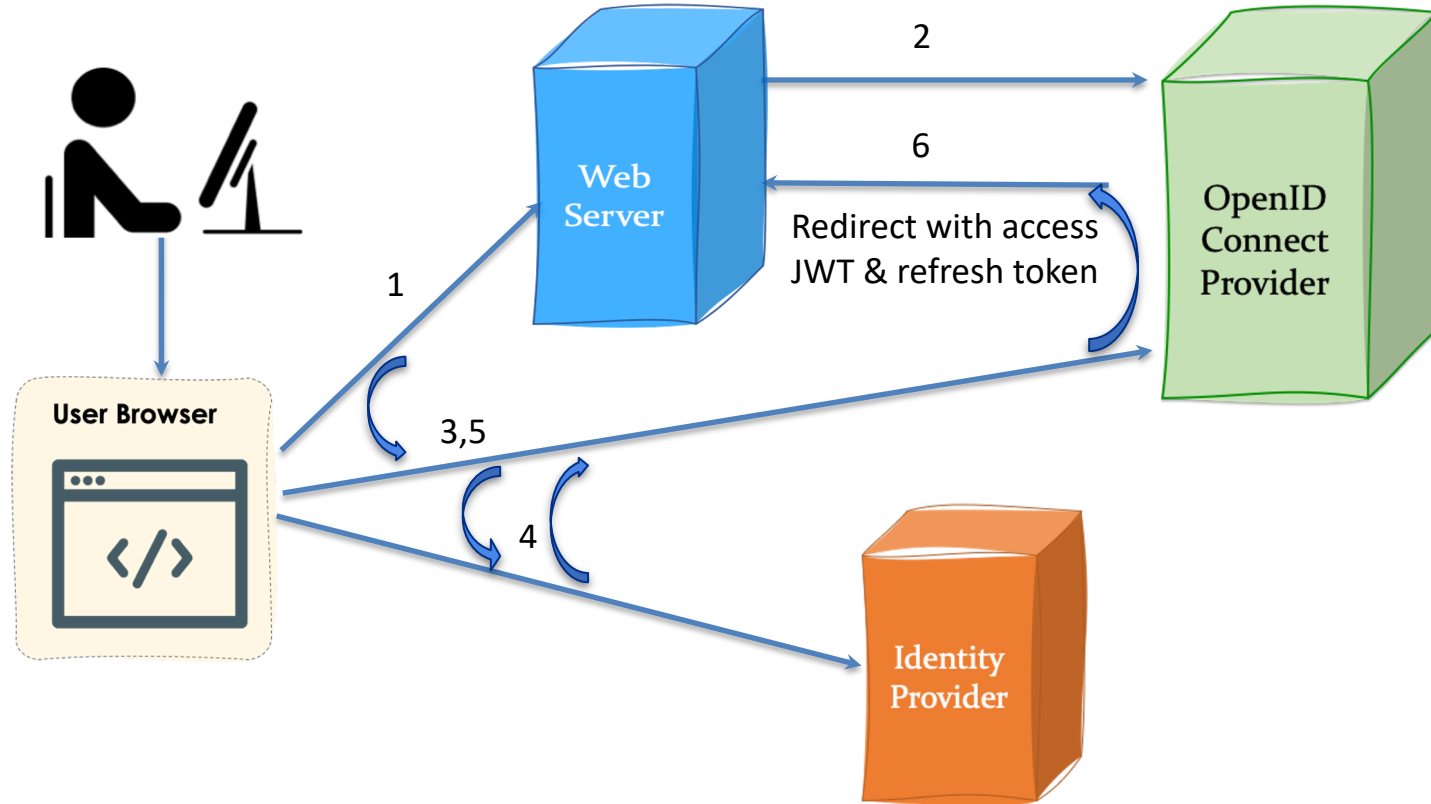 2
6
Web
Server
OpenID
Connect
Provider
Redirect with access
JWT & refresh token
1
User Browser
</>
3,5
4
Identity
Provider